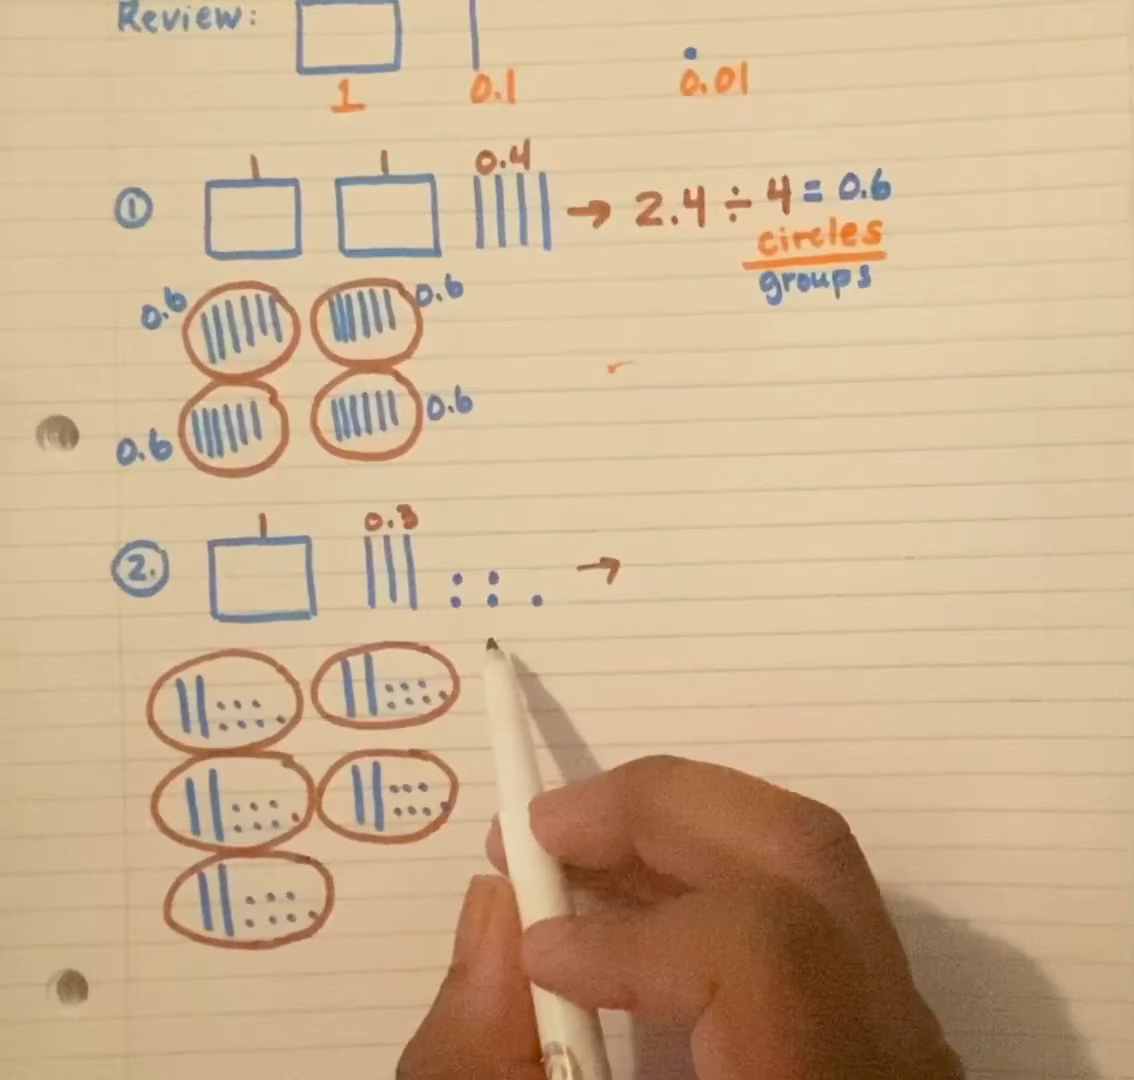 Review:
1 0.1 0.01
1 1 0.4
① → 2.4 ÷ 4 = 0.6
circles
groups
0.6 0.6
0.6 0.6
1 0.3
2. →